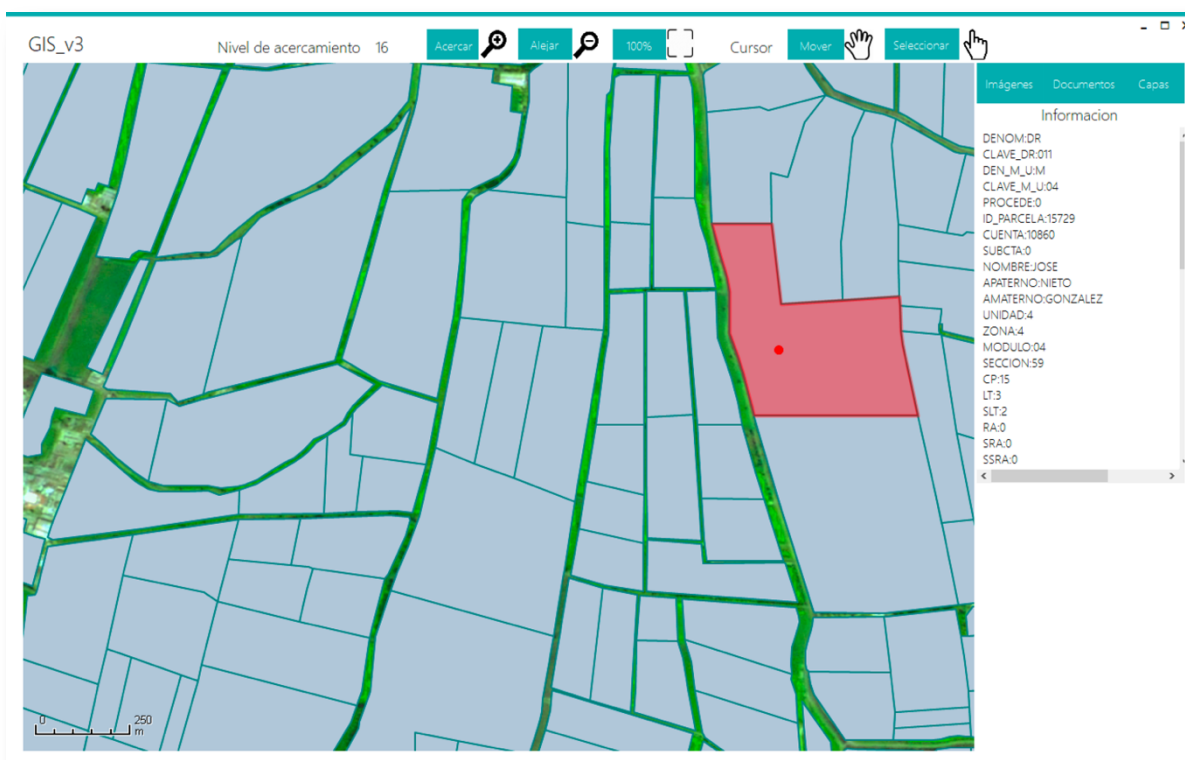 GIS_v3
Nivel de acercamiento 16 Acercar Alejar 100% Cursor Mover Seleccionar
Imágenes Documentos Capas
Informacion
DENOM:DR
CLAVE_DR:011
DEN_M_U:M
CLAVE_M_U:04
PROCEDE:0
ID_PARCELA:15729
CUENTA:10860
SUBCTA:0
NOMBRE:JOSE
APATERNO:NIETO
AMATERNO:GONZALEZ
UNIDAD:4
ZONA:4
MODULO:04
SECCION:59
CP:15
LT:3
SLT:2
RA:0
SRA:0
SSRA:0
0 250
m